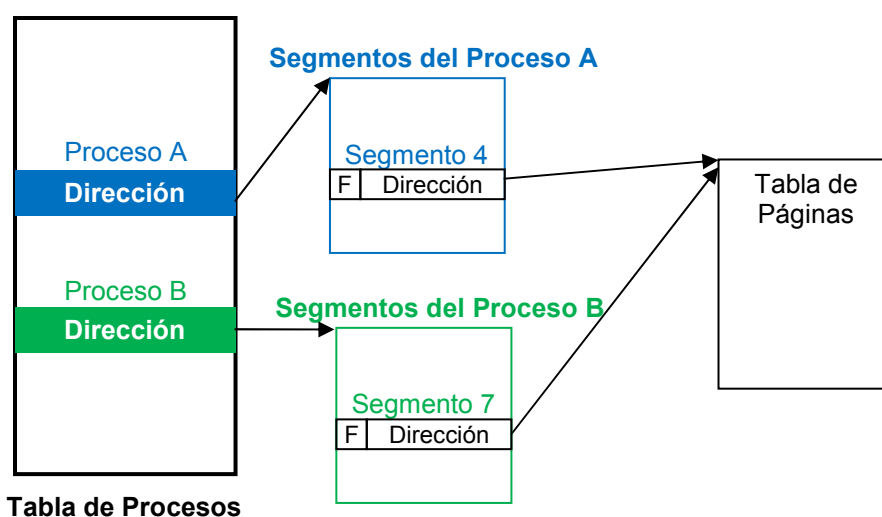 Segmentos del Proceso A
Proceso A
Dirección
Segmento 4
F Dirección
Tabla de
Páginas
Proceso B
Dirección
Segmentos del Proceso B
Segmento 7
F Dirección
Tabla de Procesos